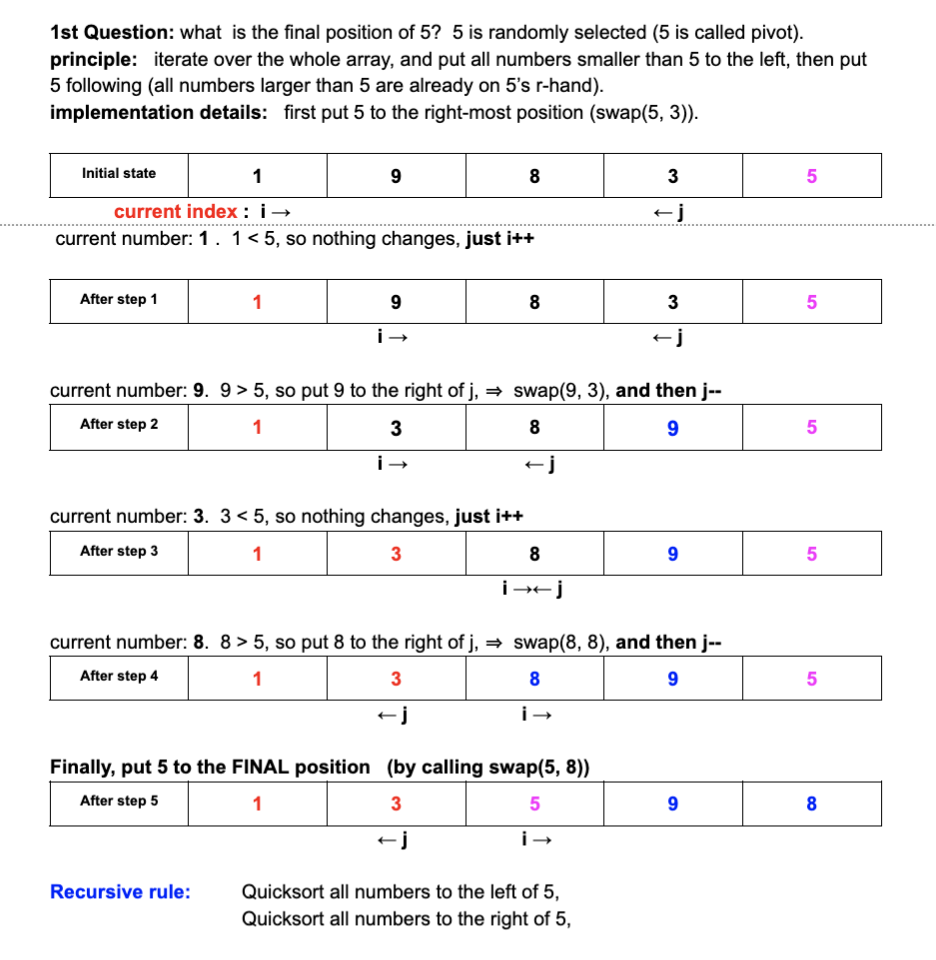 1st Question: what is the final position of 5? 5 is randomly selected (5 is called pivot).
principle: iterate over the whole array, and put all numbers smaller than 5 to the left, then put
5 following (all numbers larger than 5 are already on 5's r-hand).
implementation details: first put 5 to the right-most position (swap(5, 3)).
Initial state 1 9 8 3 5
current index : i → ← j
current number: 1 . 1 < 5, so nothing changes, just i++
After step 1 1 9 8 3 5
i → ← j
current number: 9. 9 > 5, so put 9 to the right of j, ⇒ swap(9, 3), and then j--
After step 2 1 3 8 9 5
i → ← j
current number: 3. 3 < 5, so nothing changes, just i++
After step 3 1 3 8 9 5
i →← j
current number: 8. 8 > 5, so put 8 to the right of j, ⇒ swap(8, 8), and then j--
After step 4 1 3 8 9 5
← j i →
Finally, put 5 to the FINAL position (by calling swap(5, 8))
After step 5 1 3 5 9 8
← j i →
Recursive rule: Quicksort all numbers to the left of 5,
Quicksort all numbers to the right of 5,